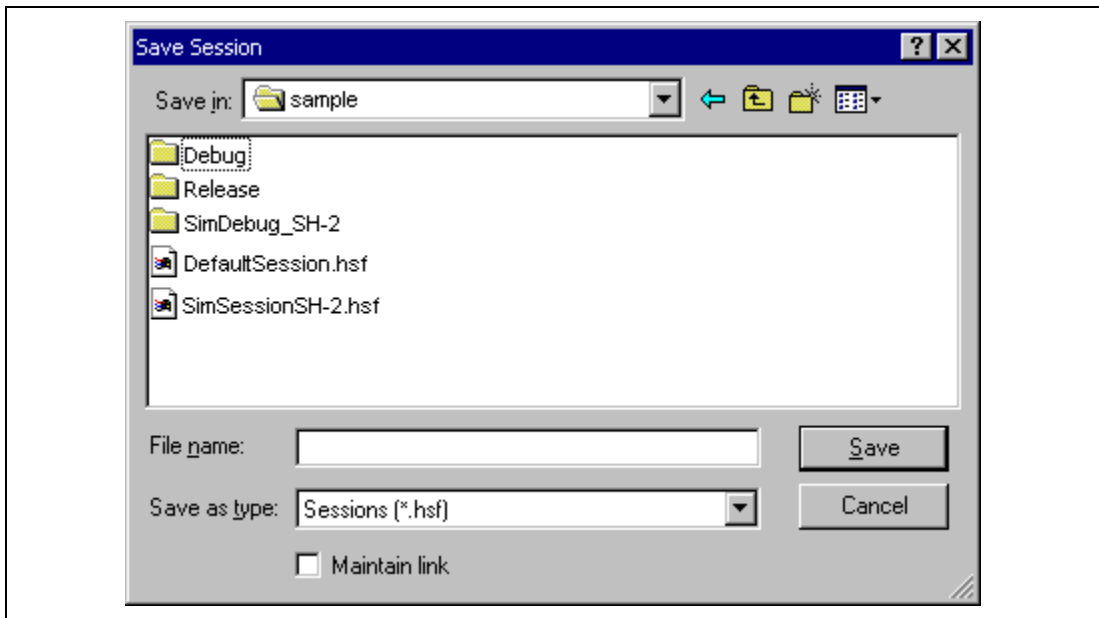 Save Session
Save in: sample
Debug
Release
SimDebug_SH-2
DefaultSession.hsf
SimSessionSH-2.hsf
File name:
Save
Save as type: Sessions (*.hsf)
Cancel
Maintain link